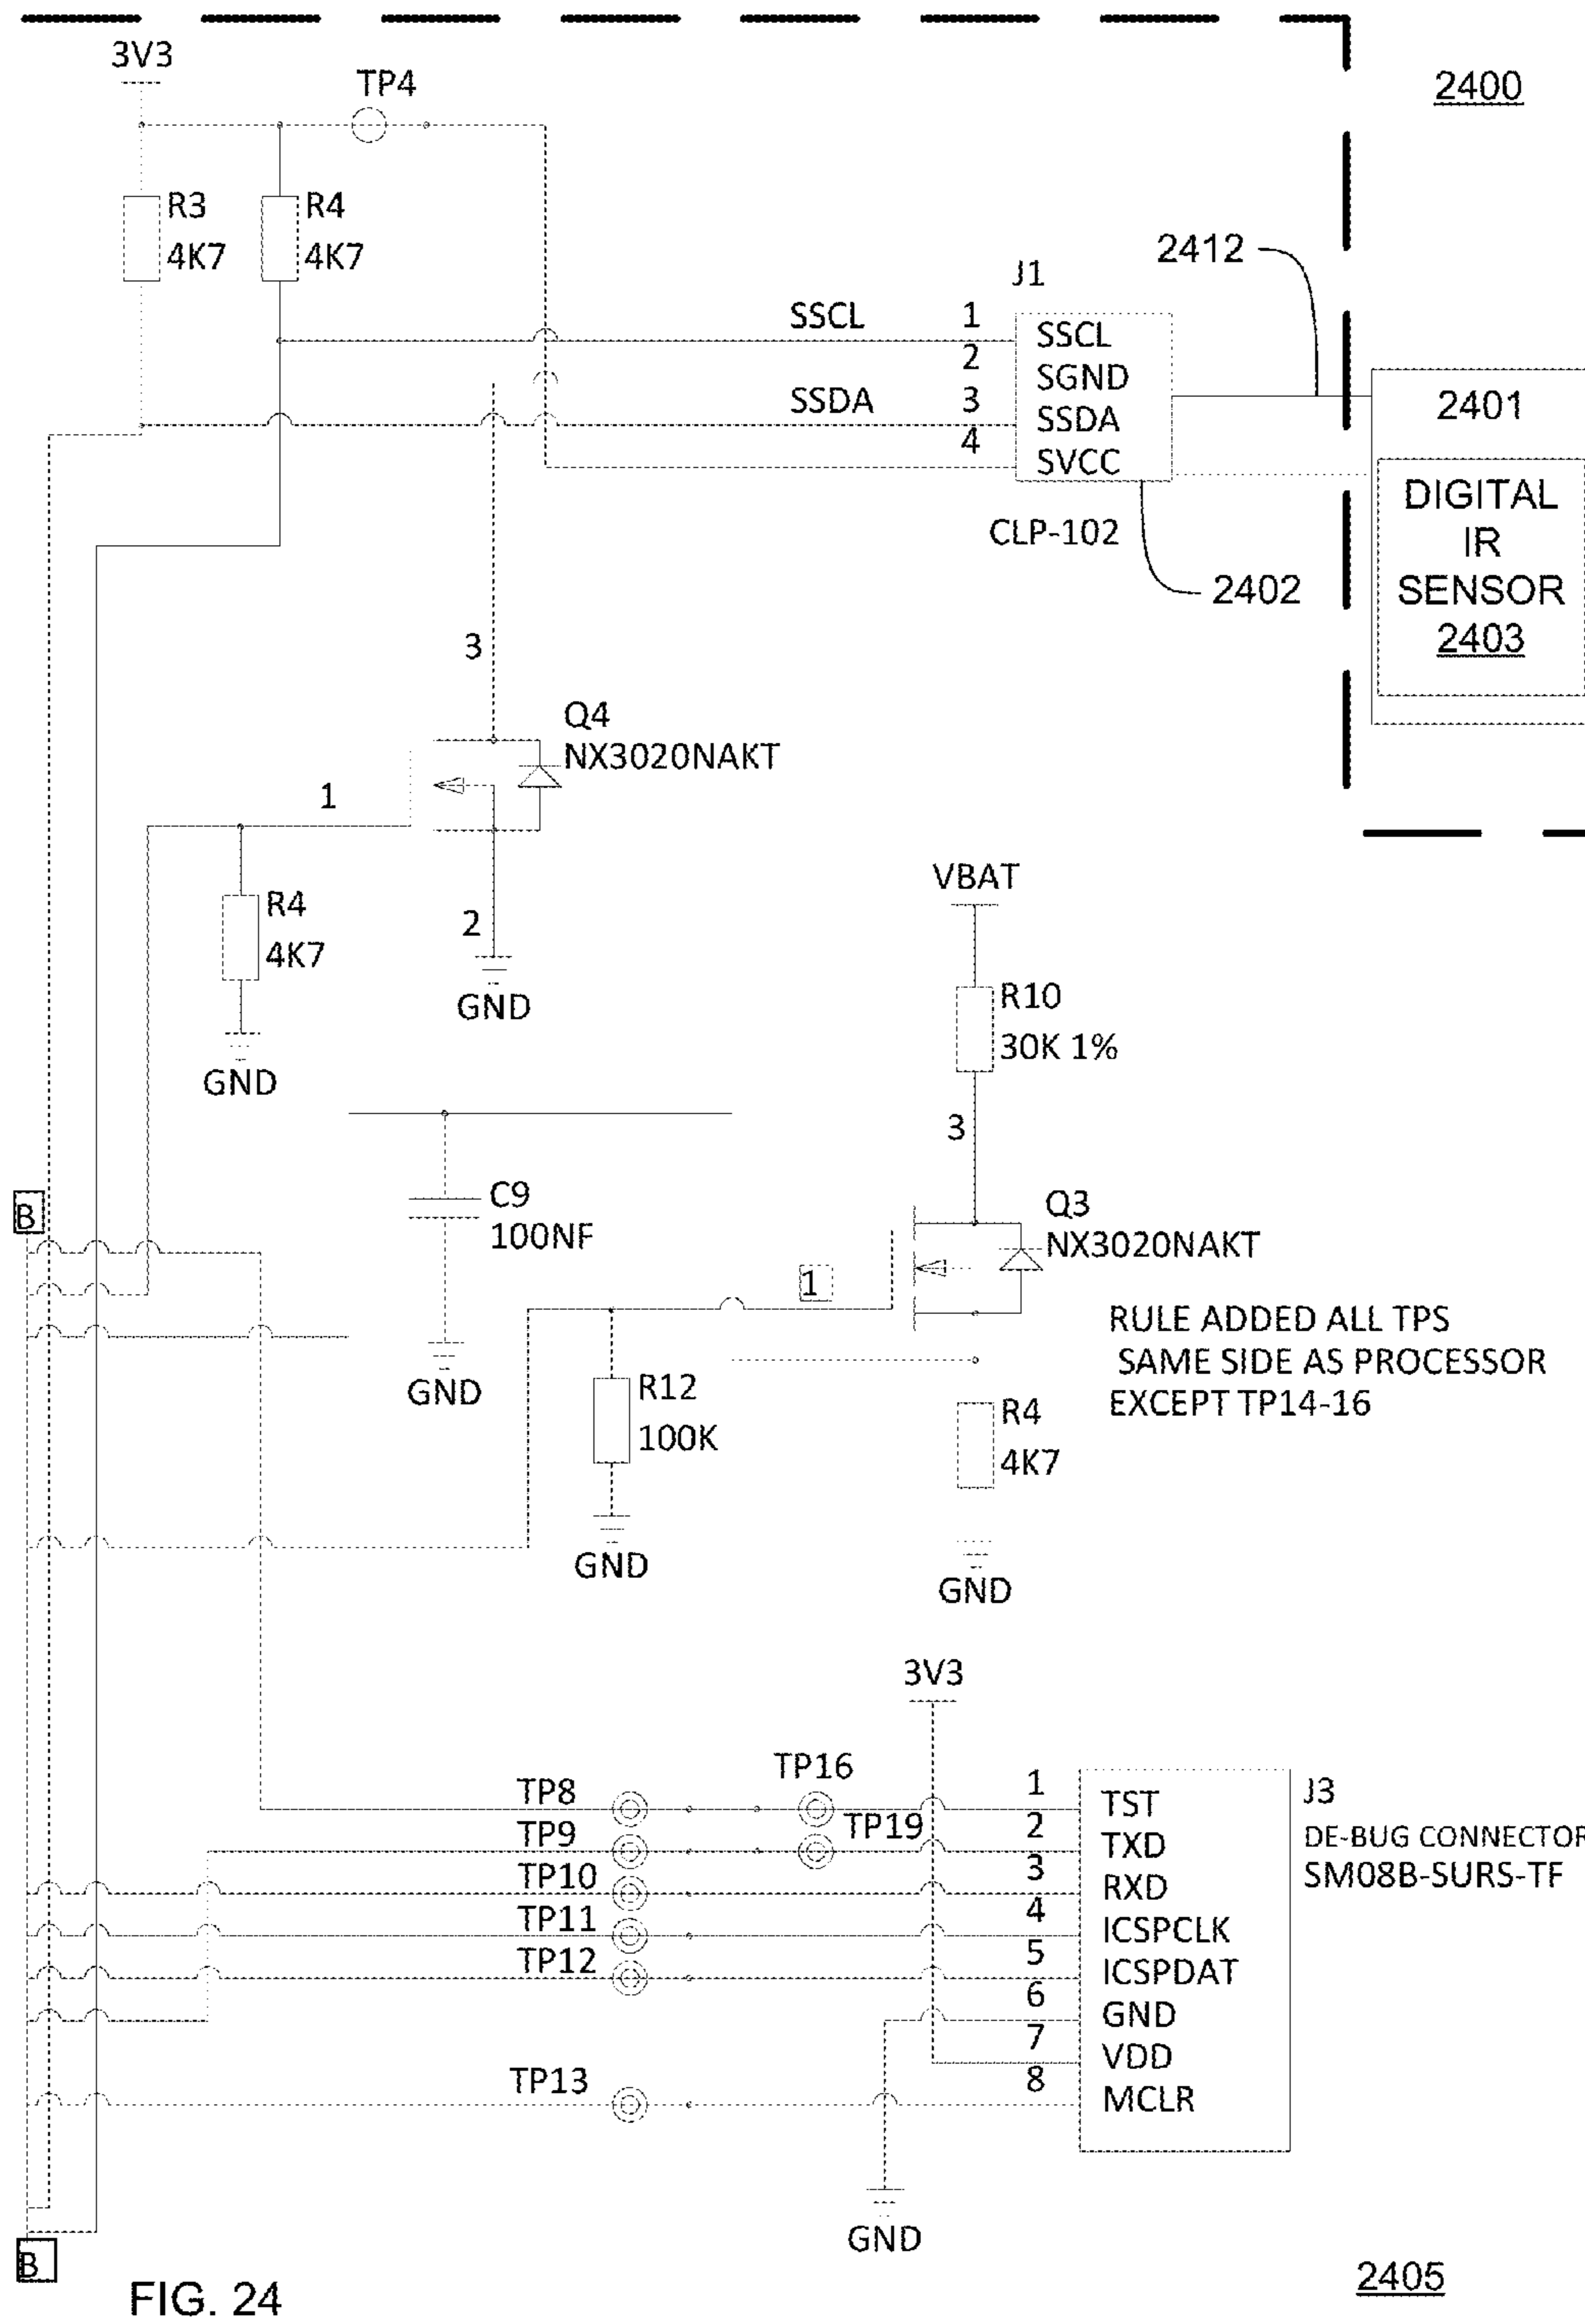 3V3
TP4
2400
R3
4K7
R4
4K7
2412
J1
SSCL
1
SSCL
2
SGND
SSDA
3
SSDA
4
SVCC
2401
DIGITAL
IR
SENSOR
2403
CLP-102
2402
3
Q4
NX3020NAKT
1
R4
4K7
2
GND
GND
VBAT
R10
30K 1%
3
B
C9
100NF
GND
Q3
NX3020NAKT
1
RULE ADDED ALL TPS
SAME SIDE AS PROCESSOR
EXCEPT TP14-16
R12
100K
GND
R4
4K7
GND
3V3
TP8
TP16
1
TST
J3
TP9
TP19
2
TXD
DE-BUG CONNECTOR
SM08B-SURS-TF
TP10
3
RXD
TP11
4
ICSPCLK
TP12
5
ICSPDAT
6
GND
7
VDD
TP13
8
MCLR
GND
B
FIG. 24
2405